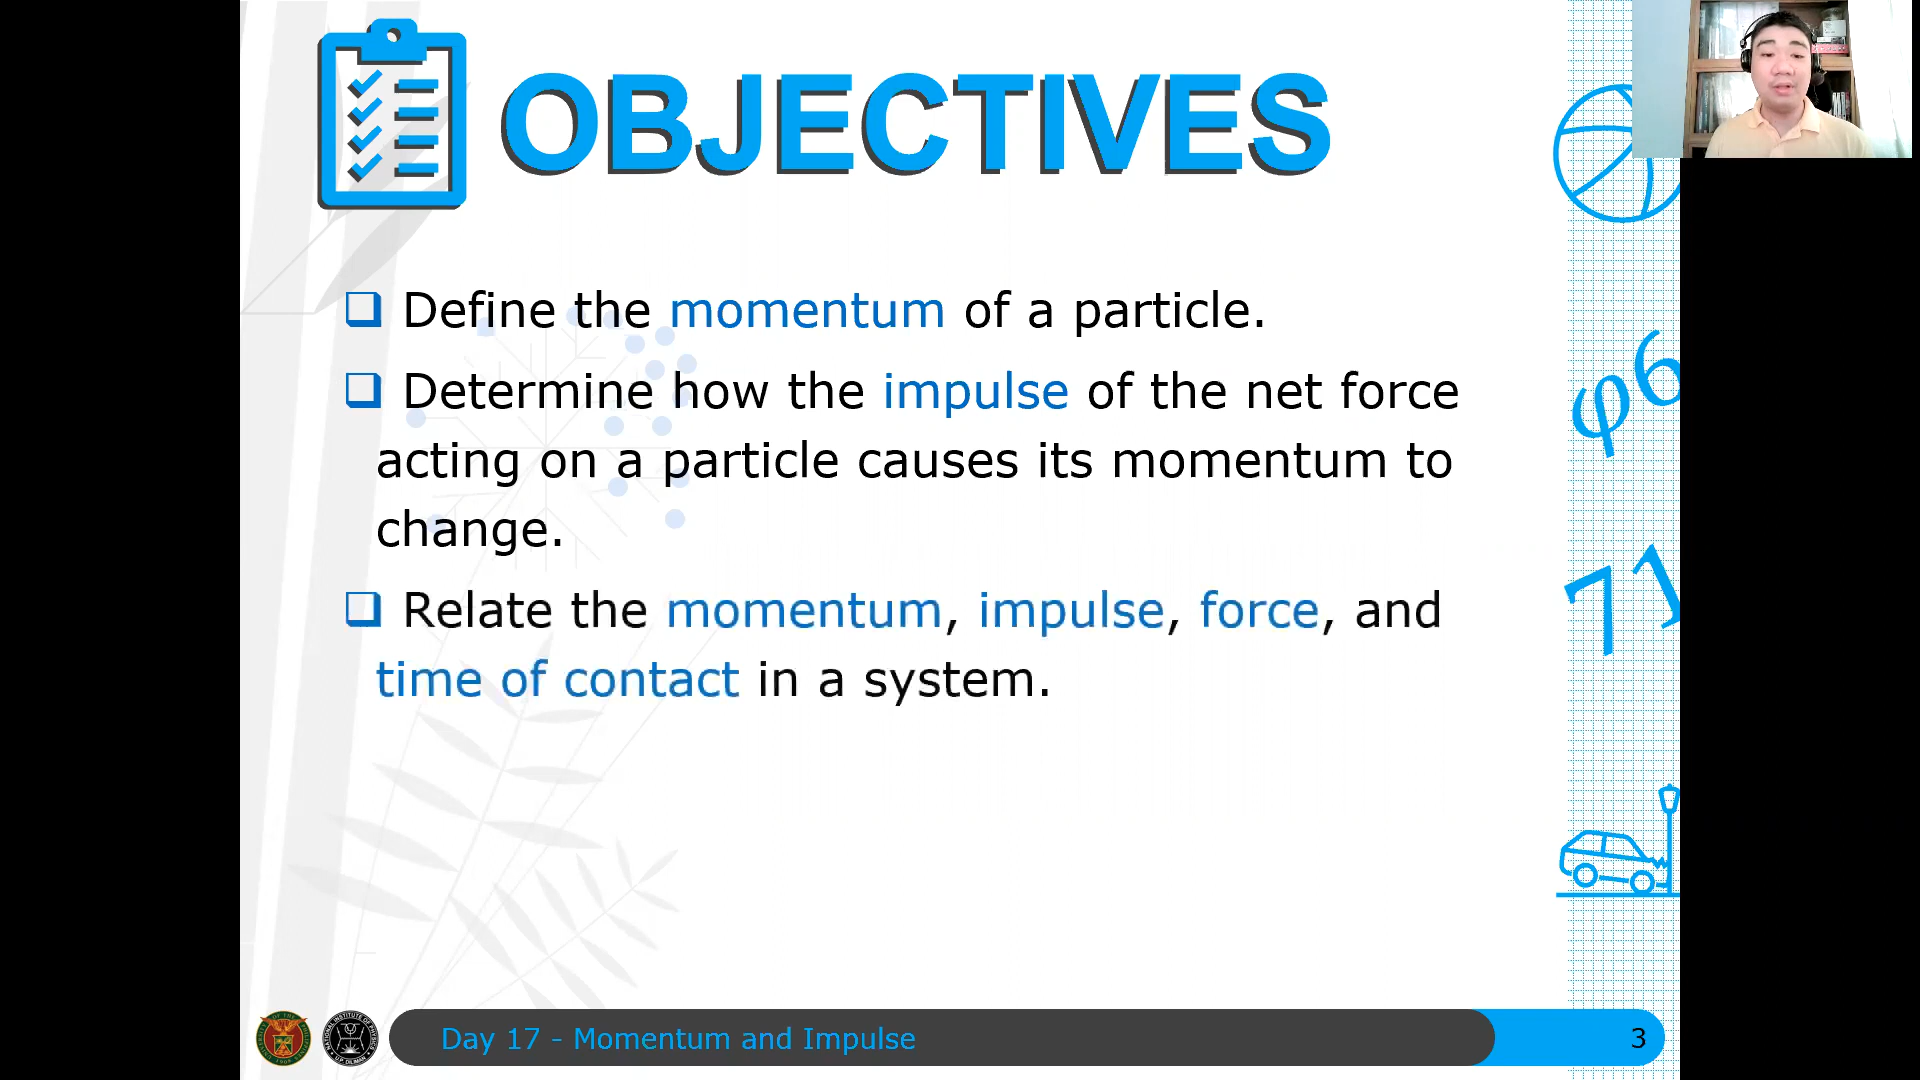 OBJECTIVES
Define the momentum of a particle.
Determine how the impulse of the net force
acting on a particle causes its momentum to
change.
Relate the momentum, impulse, force, and
time of contact in a system.
φ6
71
Day 17 - Momentum and Impulse
3